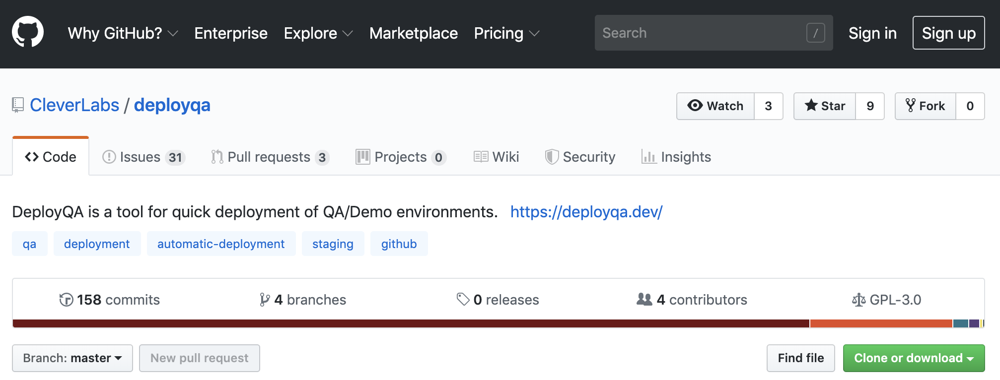 Why GitHub? Enterprise Explore Marketplace Pricing Search / Sign in Sign up
CleverLabs / deployqa Watch 3 Star 9 Fork 0
Code Issues 31 Pull requests 3 Projects 0 Wiki Security Insights
DeployQA is a tool for quick deployment of QA/Demo environments. https://deployqa.dev/
qa deployment automatic-deployment staging github
158 commits 4 branches 0 releases 4 contributors GPL-3.0
Branch: master New pull request Find file Clone or download